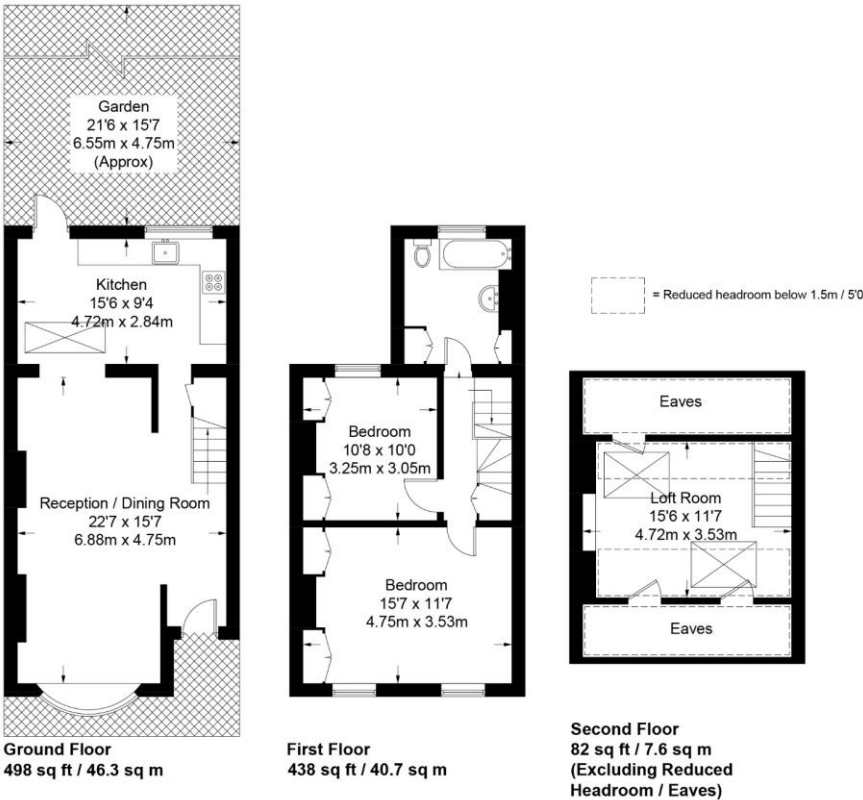 Garden
21'6 x 15'7
6.55m x 4.75m
(Approx)
Kitchen
15'6 x 9'4
4.72m x 2.84m
Reception / Dining Room
22'7 x 15'7
6.88m x 4.75m
Ground Floor
498 sq ft / 46.3 sq m
Bedroom
10'8 x 10'0
3.25m x 3.05m
Bedroom
15'7 x 11'7
4.75m x 3.53m
First Floor
438 sq ft / 40.7 sq m
= Reduced headroom below 1.5m / 5'0
Eaves
Loft Room
15'6 x 11'7
4.72m x 3.53m
Eaves
Second Floor
82 sq ft / 7.6 sq m
(Excluding Reduced
Headroom / Eaves)